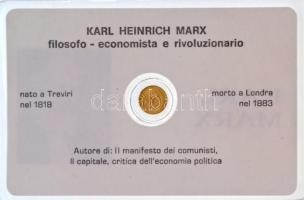 KARL HEINRICH MARX
filosofo - economista e rivoluzionario
nato a Treviri
nel 1818
morto a Londra
nel 1883
Autore di: Il manifesto dei comunisti,
Il capitale, critica dell'economia politica